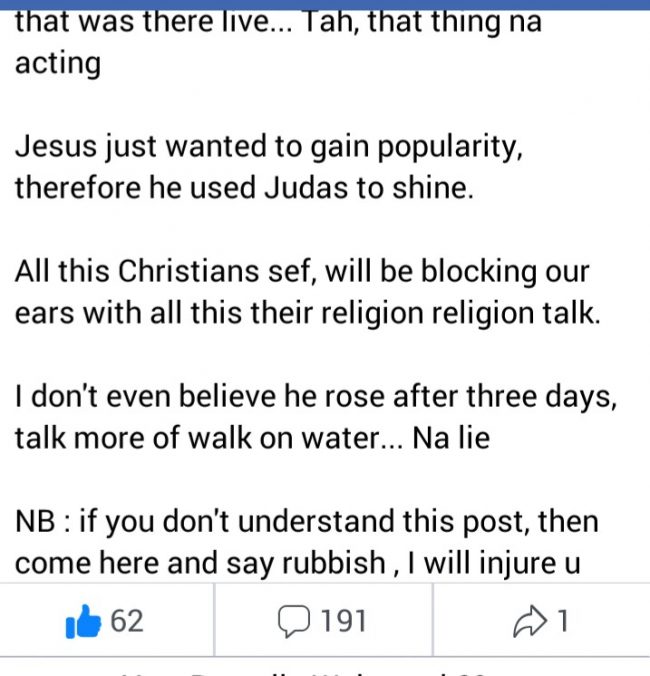 that was there live... Tah, that thing na
acting
Jesus just wanted to gain popularity,
therefore he used Judas to shine.
All this Christians sef, will be blocking our
ears with all this their religion religion talk.
I don't even believe he rose after three days,
talk more of walk on water... Na lie
NB : if you don't understand this post, then
come here and say rubbish , I will injure u
62 191 1